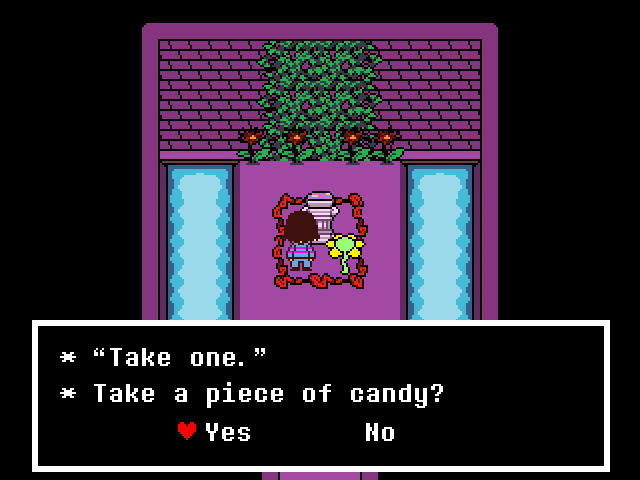 * “Take one.”
* Take a piece of candy?
Yes No